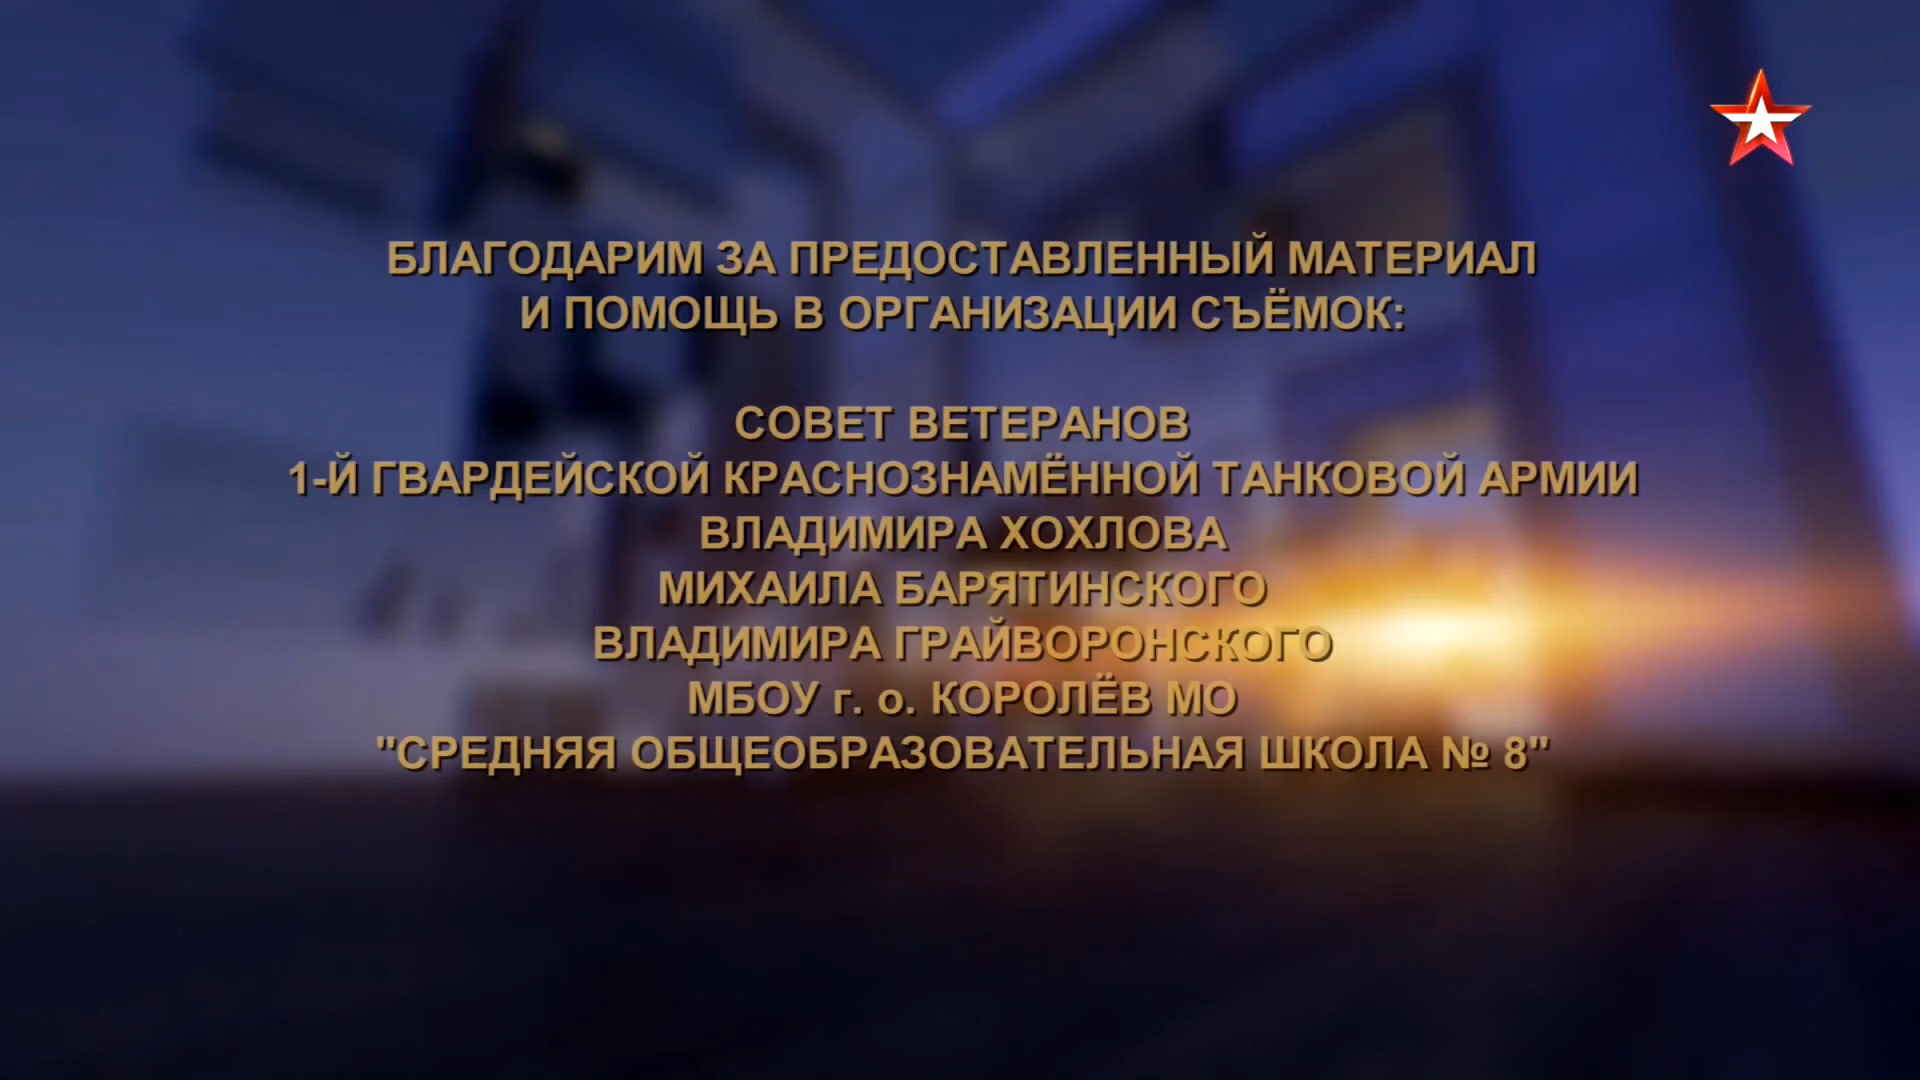 БЛАГОДАРИМ ЗА ПРЕДОСТАВЛЕННЫЙ МАТЕРИАЛ
И ПОМОЩЬ В ОРГАНИЗАЦИИ СЪЁМОК:
СОВЕТ ВЕТЕРАНОВ
1-Й ГВАРДЕЙСКОЙ КРАСНОЗНАМЁННОЙ ТАНКОВОЙ АРМИИ
ВЛАДИМИРА ХОХЛОВА
МИХАИЛА БАРЯТИНСКОГО
ВЛАДИМИРА ГРАЙВОРОНСКОГО
МБОУ г. о. КОРОЛЁВ МО
"СРЕДНЯЯ ОБЩЕОБРАЗОВАТЕЛЬНАЯ ШКОЛА № 8"